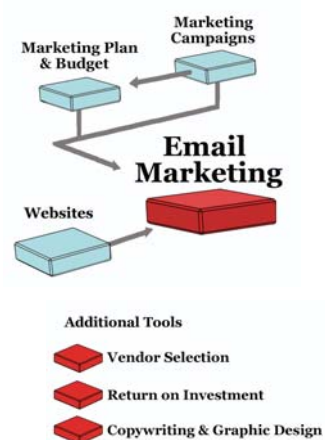 Marketing
Campaigns
Marketing Plan
& Budget
Email
Marketing
Websites
Additional Tools
Vendor Selection
Return on Investment
Copywriting & Graphic Design